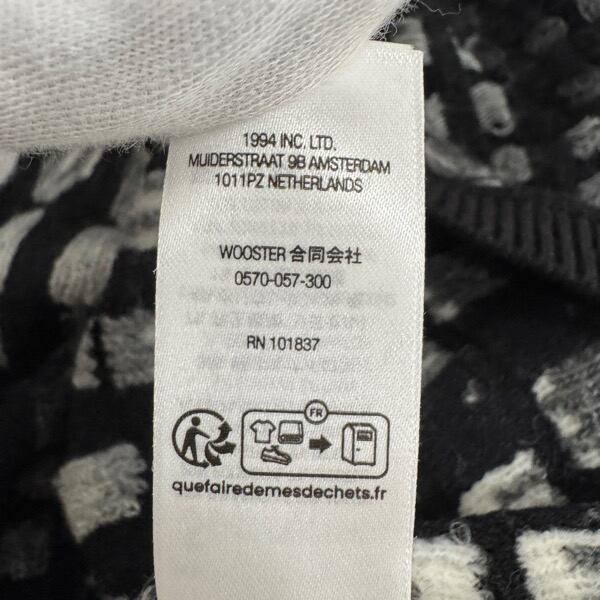 1994 INC. LTD.
MUIDERSTRAAT 9B AMSTERDAM
1011PZ NETHERLANDS
WOOSTER 合同会社
0570-057-300
RN 101837
FR
quefairedemesdechets.fr